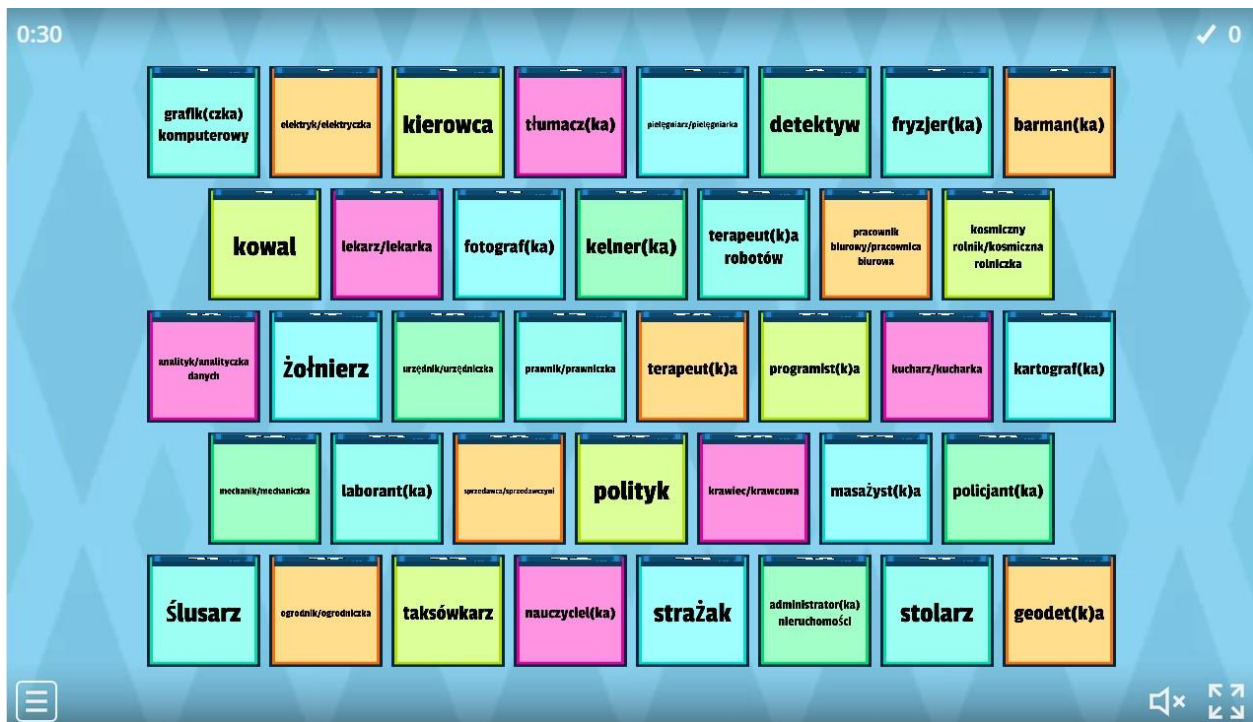 0:30
✓ 0
grafik(czka)
komputerowy
elektryk/elektryczka
kierowca
tłumacz(ka)
pielęgniarz/pielęgniarka
detektyw
fryzjer(ka)
barman(ka)
kowal
lekarz/lekarka
fotograf(ka)
kelner(ka)
terapeut(k)a
robotów
pracownik
biurowy/pracownica
biurowa
kosmiczny
rolnik/kosmiczna
rolniczka
analityk/analityczka
danych
żołnierz
urzędnik/urzędniczka
prawnik/prawniczka
terapeut(k)a
programist(k)a
kucharz/kucharka
kartograf(ka)
mechanik/mechaniczka
laborant(ka)
sprzedawca/sprzedawczyni
polityk
krawiec/krawcowa
masażyst(k)a
policjant(ka)
ślusarz
ogrodnik/ogrodniczka
taksówkarz
nauczyciel(ka)
strażak
administrator(ka)
nieruchomości
stolarz
geodet(k)a